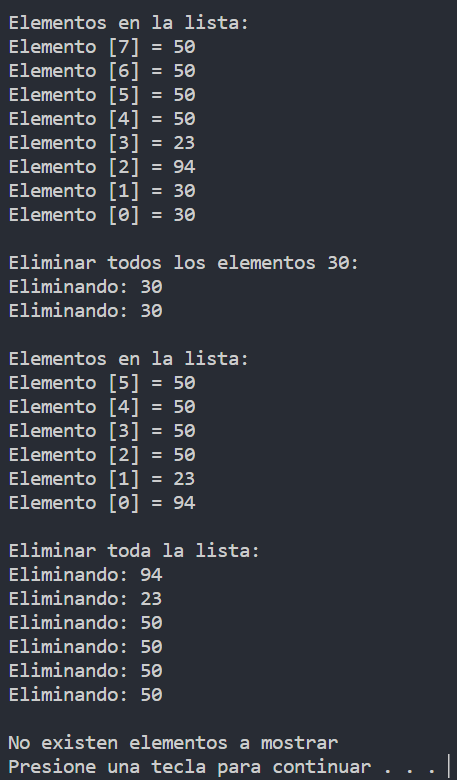 Elementos en la lista:
Elemento [7] = 50
Elemento [6] = 50
Elemento [5] = 50
Elemento [4] = 50
Elemento [3] = 23
Elemento [2] = 94
Elemento [1] = 30
Elemento [0] = 30

Eliminar todos los elementos 30:
Eliminando: 30
Eliminando: 30

Elementos en la lista:
Elemento [5] = 50
Elemento [4] = 50
Elemento [3] = 50
Elemento [2] = 50
Elemento [1] = 23
Elemento [0] = 94

Eliminar toda la lista:
Eliminando: 94
Eliminando: 23
Eliminando: 50
Eliminando: 50
Eliminando: 50
Eliminando: 50

No existen elementos a mostrar
Presione una tecla para continuar . . .